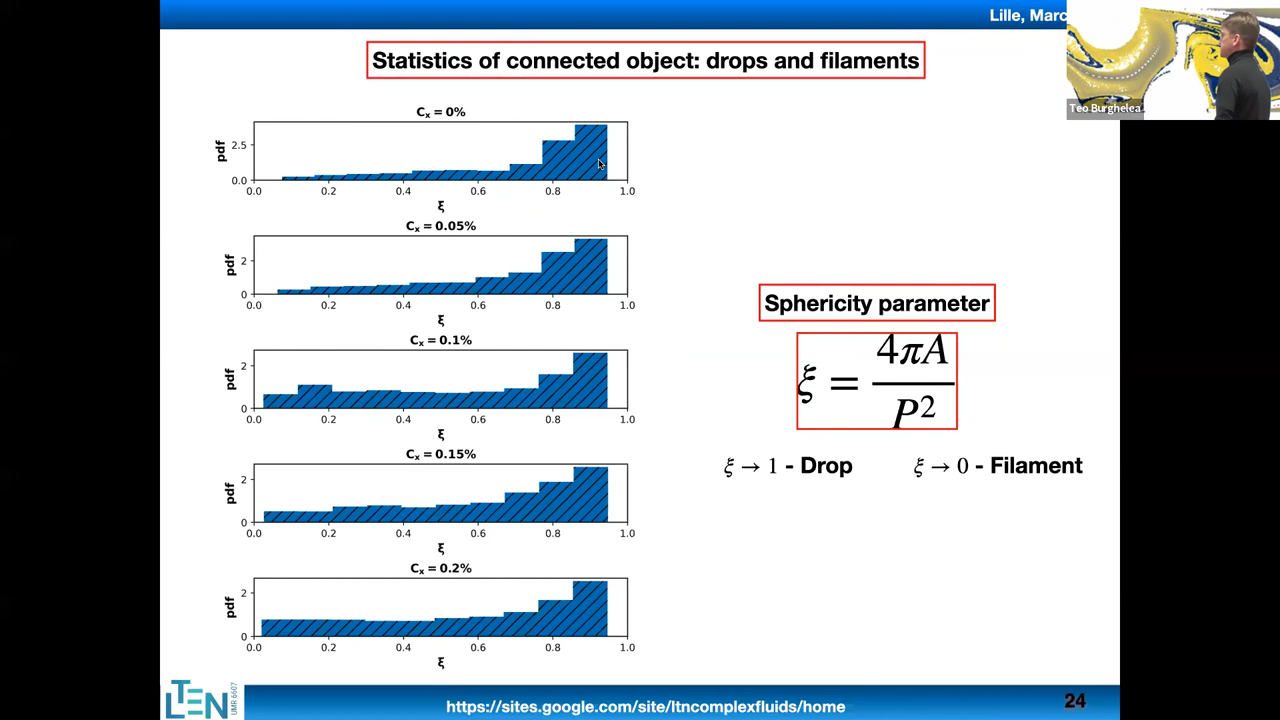 Lille, Marc
Teo Burghelea
Statistics of connected object: drops and filaments
Cₓ = 0%
pdf
2.5
0.0
0.0 0.2 0.4 0.6 0.8 1.0
ξ
Cₓ = 0.05%
pdf
2
0
0.0 0.2 0.4 0.6 0.8 1.0
ξ
Cₓ = 0.1%
pdf
2
0
0.0 0.2 0.4 0.6 0.8 1.0
ξ
Cₓ = 0.15%
pdf
2
0
0.0 0.2 0.4 0.6 0.8 1.0
ξ
Cₓ = 0.2%
pdf
2
0
0.0 0.2 0.4 0.6 0.8 1.0
ξ
Sphericity parameter
ξ = 4πA / P²
ξ → 1 - Drop
ξ → 0 - Filament
LTEN
UMR 6607
https://sites.google.com/site/ltncomplexfluids/home
24